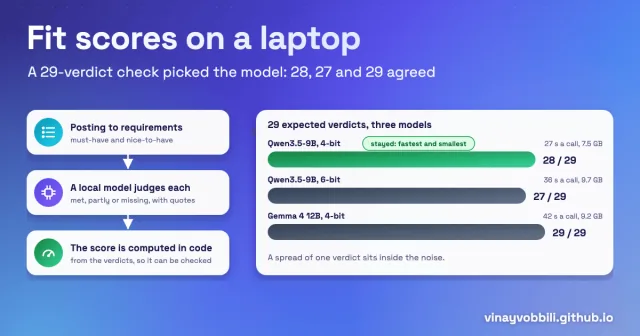 Fit scores on a laptop
A 29-verdict check picked the model: 28, 27 and 29 agreed
Posting to requirements
must-have and nice-to-have
A local model judges each
met, partly or missing, with quotes
The score is computed in code
from the verdicts, so it can be checked
29 expected verdicts, three models
Qwen3.5-9B, 4-bit stayed: fastest and smallest 27 s a call, 7.5 GB
28 / 29
Qwen3.5-9B, 6-bit 36 s a call, 9.7 GB
27 / 29
Gemma 4 12B, 4-bit 42 s a call, 9.2 GB
29 / 29
A spread of one verdict sits inside the noise.
vinayvobbili.github.io